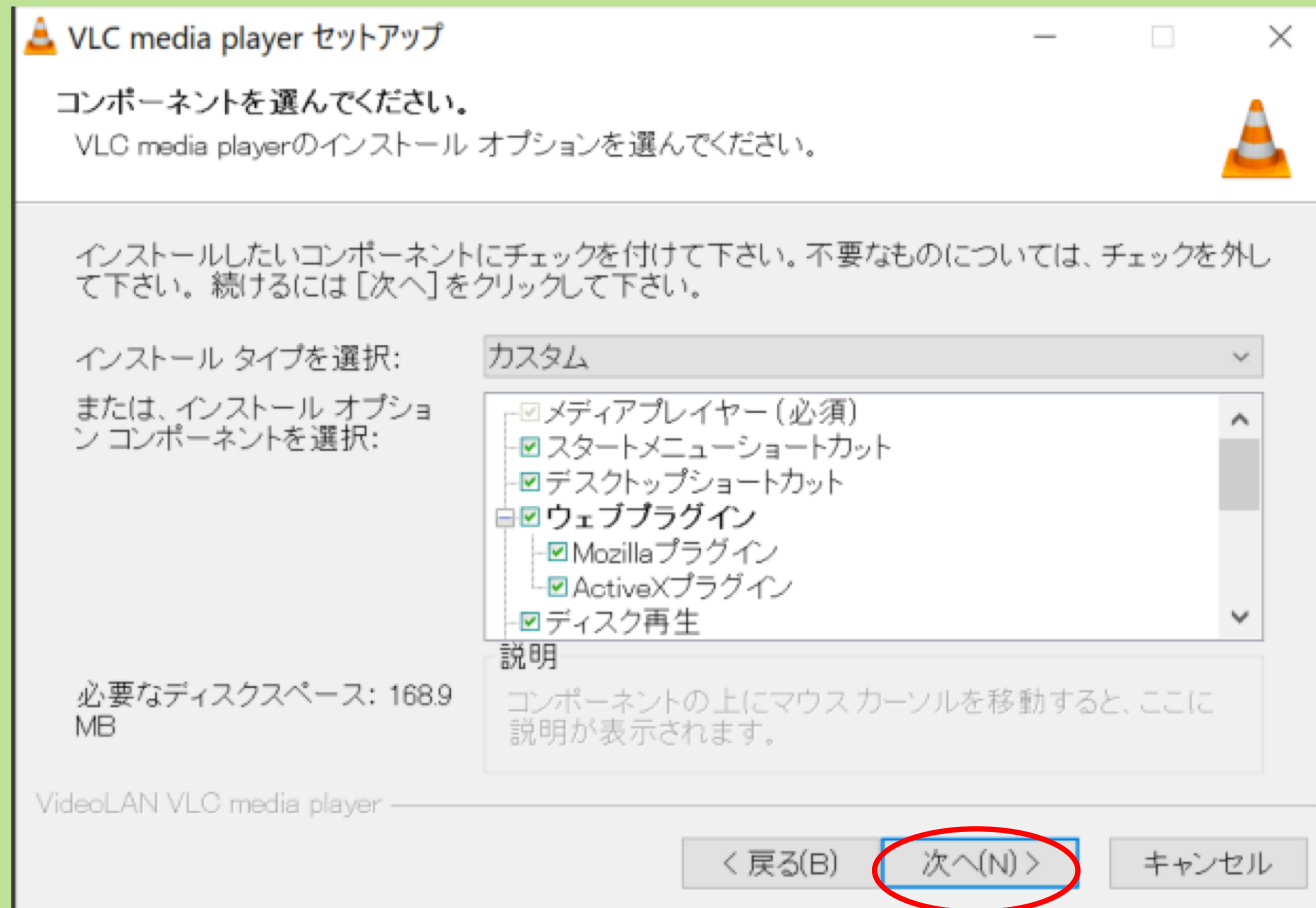 VLC media player セットアップ
コンポーネントを選んでください。
VLC media playerのインストール オプションを選んでください。
インストールしたいコンポーネントにチェックを付けて下さい。不要なものについては、チェックを外し
て下さい。 続けるには [次へ] をクリックして下さい。
インストール タイプを選択:
カスタム
または、インストール オプショ
ン コンポーネントを選択:
メディアプレイヤー (必須)
スタートメニューショートカット
デスクトップショートカット
ウェブプラグイン
Mozillaプラグイン
ActiveXプラグイン
ディスク再生
必要なディスクスペース: 168.9
MB
説明
コンポーネントの上にマウス カーソルを移動すると、ここに
説明が表示されます。
VideoLAN VLC media player
< 戻る(B)
次へ(N) >
キャンセル